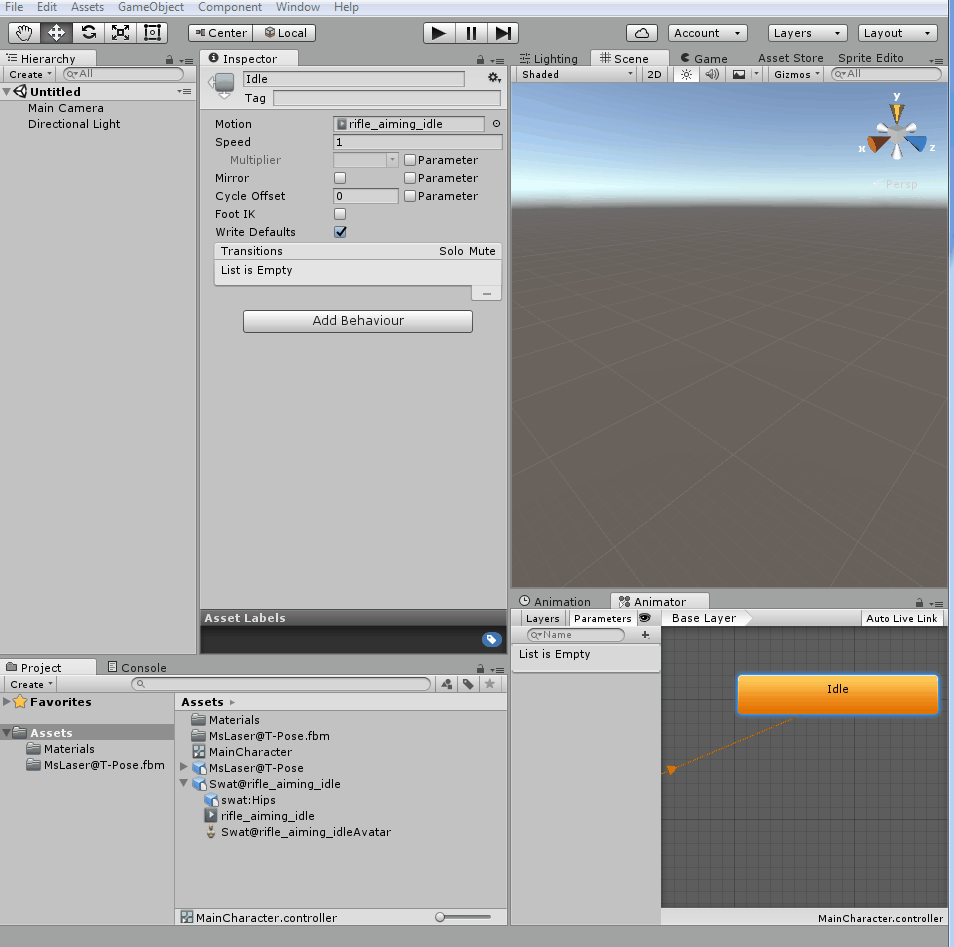 File Edit Assets GameObject Component Window Help
Center Local Account Layers Layout
Hierarchy
Create All
Untitled
Main Camera
Directional Light
Inspector
Idle
Tag
Motion rifle_aiming_idle
Speed 1
Multiplier Parameter
Mirror Parameter
Cycle Offset 0 Parameter
Foot IK
Write Defaults
Transitions Solo Mute
List is Empty
Add Behaviour
Asset Labels
Lighting Scene Game Asset Store Sprite Edito
Shaded 2D Gizmos All
y
x z
Persp
Animation Animator
Layers Parameters Base Layer Auto Live Link
Name +
List is Empty
Idle
MainCharacter.controller
Project Console
Create
Favorites
Assets
Materials
MsLaser@T-Pose.fbm
Assets
Materials
MsLaser@T-Pose.fbm
MainCharacter
MsLaser@T-Pose
Swat@rifle_aiming_idle
swat:Hips
rifle_aiming_idle
Swat@rifle_aiming_idleAvatar
MainCharacter.controller